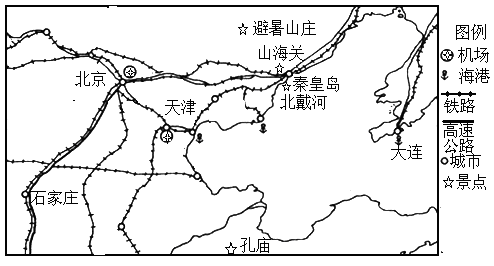 避暑山庄
山海关
北京
秦皇岛
天津
北戴河
大连
石家庄
孔庙
图例
机场
海港
铁路
高速
公路
城市
景点